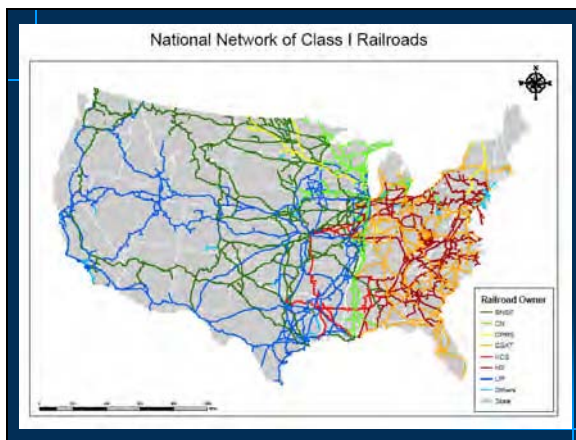 National Network of Class I Railroads
Railroad Owner
BNSF
CN
CPRS
CSXT
KCS
NS
UP
Others
State